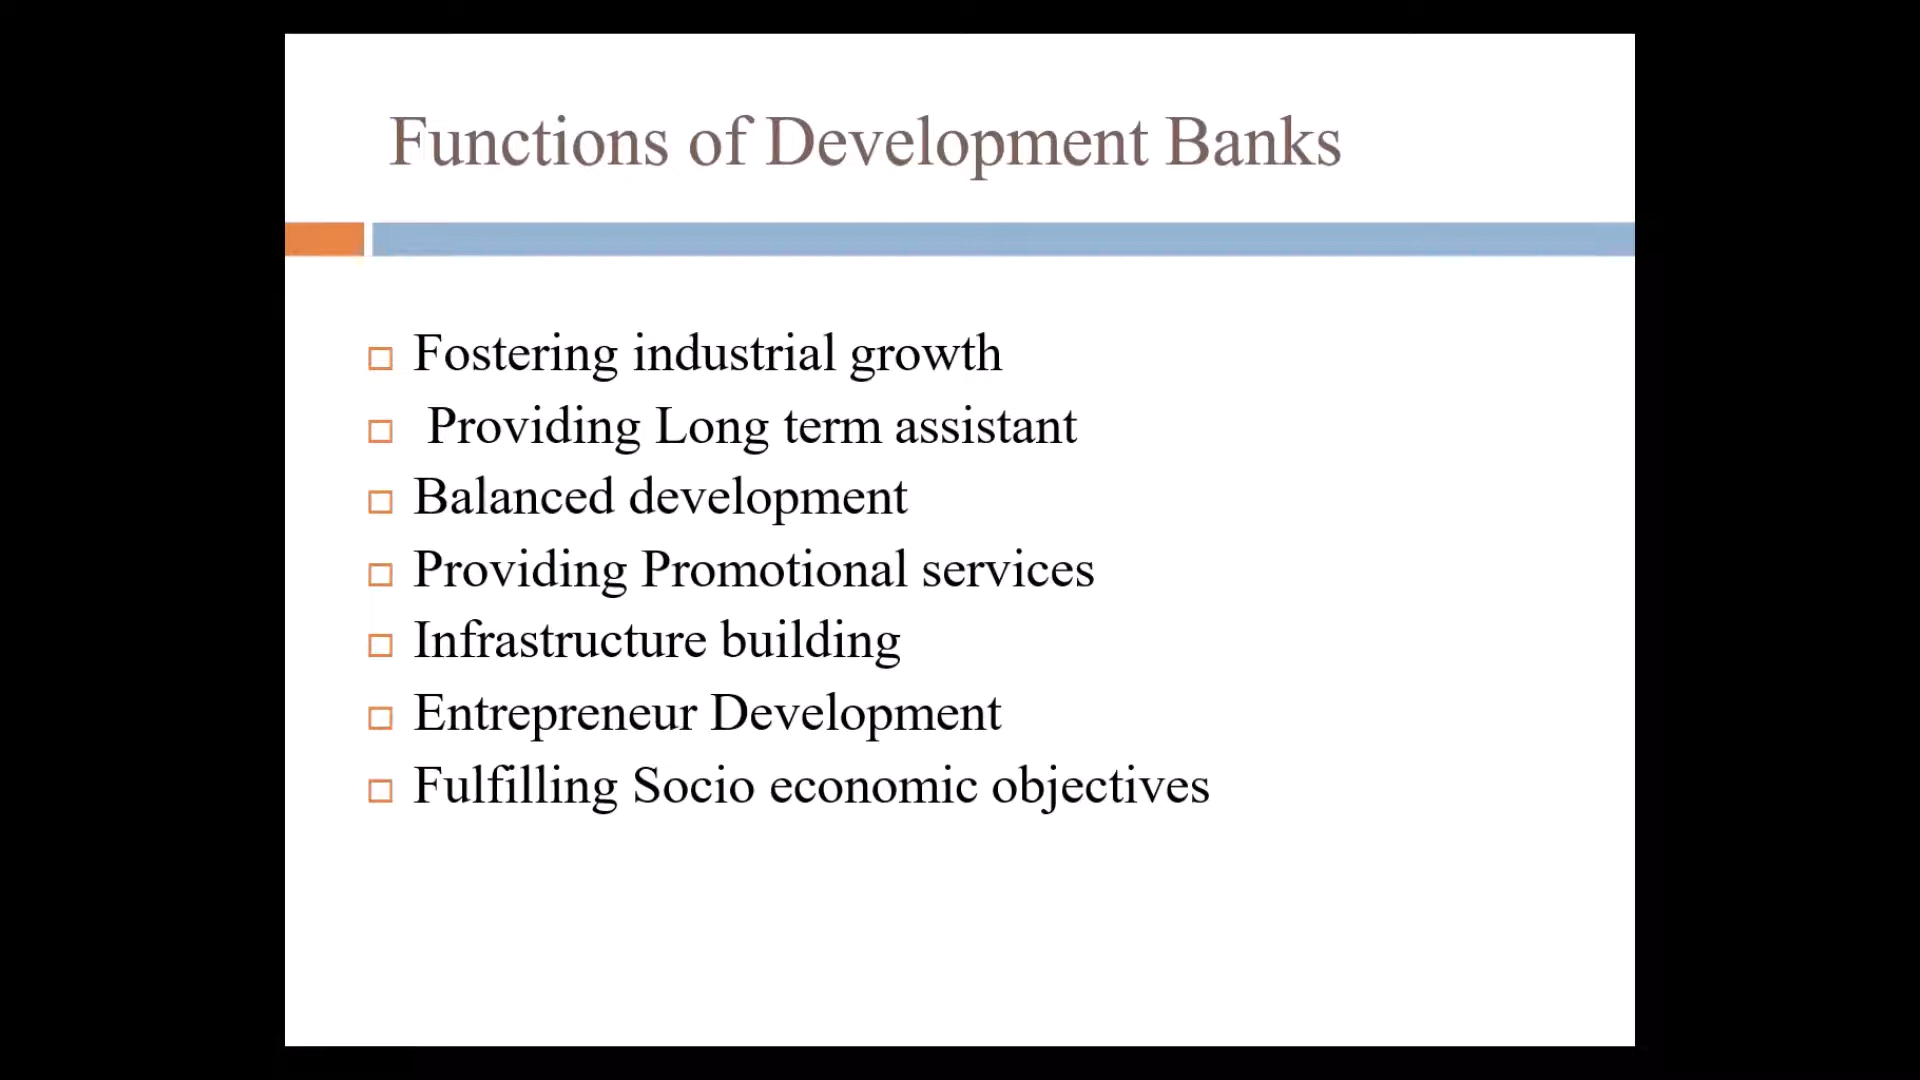 Functions of Development Banks
Fostering industrial growth
Providing Long term assistant
Balanced development
Providing Promotional services
Infrastructure building
Entrepreneur Development
Fulfilling Socio economic objectives